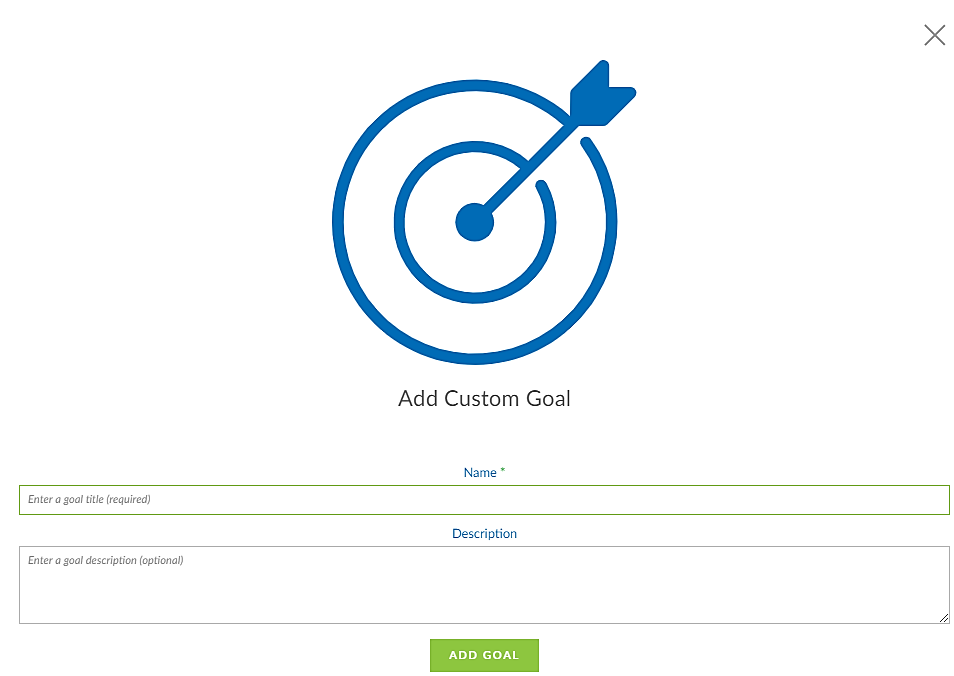 Add Custom Goal
Name *
Enter a goal title (required)
Description
Enter a goal description (optional)
ADD GOAL